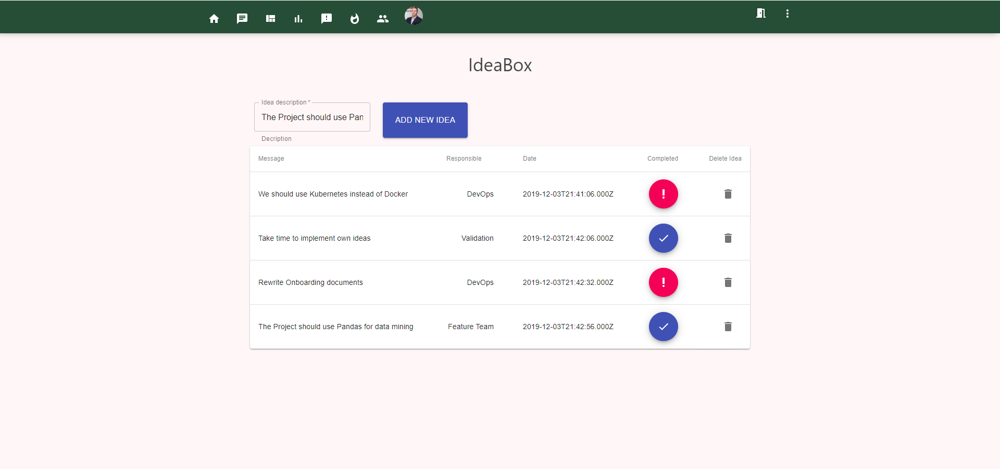 IdeaBox
Idea description *
The Project should use Pan
ADD NEW IDEA
Decription
Message Responsible Date Completed Delete Idea
We should use Kubernetes instead of Docker DevOps 2019-12-03T21:41:06.000Z
Take time to implement own ideas Validation 2019-12-03T21:42:06.000Z
Rewrite Onboarding documents DevOps 2019-12-03T21:42:32.000Z
The Project should use Pandas for data mining Feature Team 2019-12-03T21:42:56.000Z